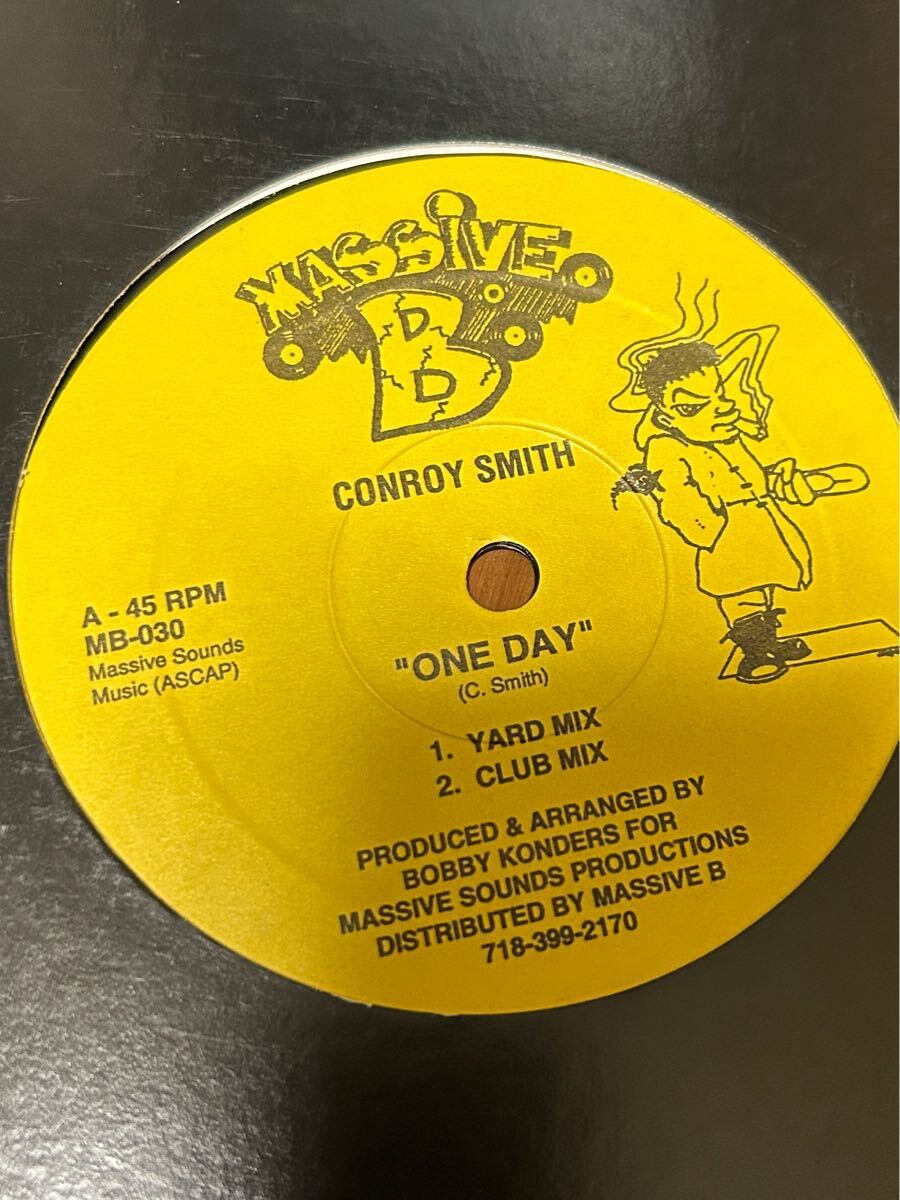 MASSIVE
B
CONROY SMITH
A - 45 RPM
MB-030
Massive Sounds
Music (ASCAP)
"ONE DAY"
(C. Smith)
1. YARD MIX
2. CLUB MIX
PRODUCED & ARRANGED BY
BOBBY KONDERS FOR
MASSIVE SOUNDS PRODUCTIONS
DISTRIBUTED BY MASSIVE B
718-399-2170